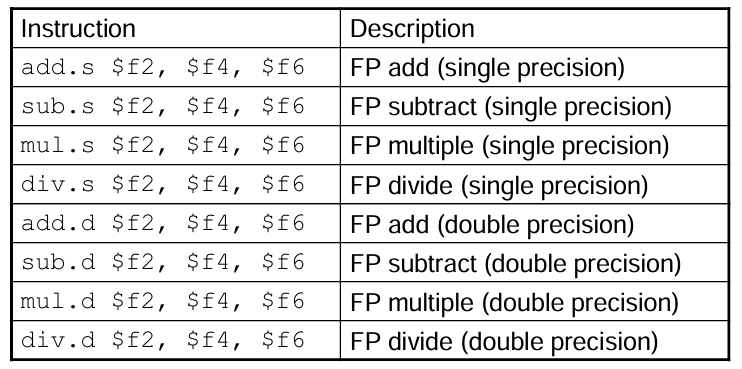 Instruction Description
add.s $f2, $f4, $f6 FP add (single precision)
sub.s $f2, $f4, $f6 FP subtract (single precision)
mul.s $f2, $f4, $f6 FP multiple (single precision)
div.s $f2, $f4, $f6 FP divide (single precision)
add.d $f2, $f4, $f6 FP add (double precision)
sub.d $f2, $f4, $f6 FP subtract (double precision)
mul.d $f2, $f4, $f6 FP multiple (double precision)
div.d $f2, $f4, $f6 FP divide (double precision)